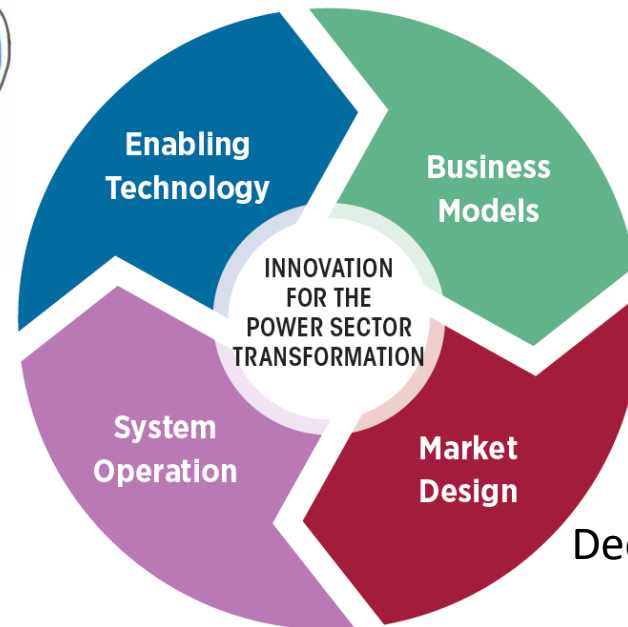 Enabling
Technology
Business
Models
INNOVATION
FOR THE
POWER SECTOR
TRANSFORMATION
System
Operation
Market
Design